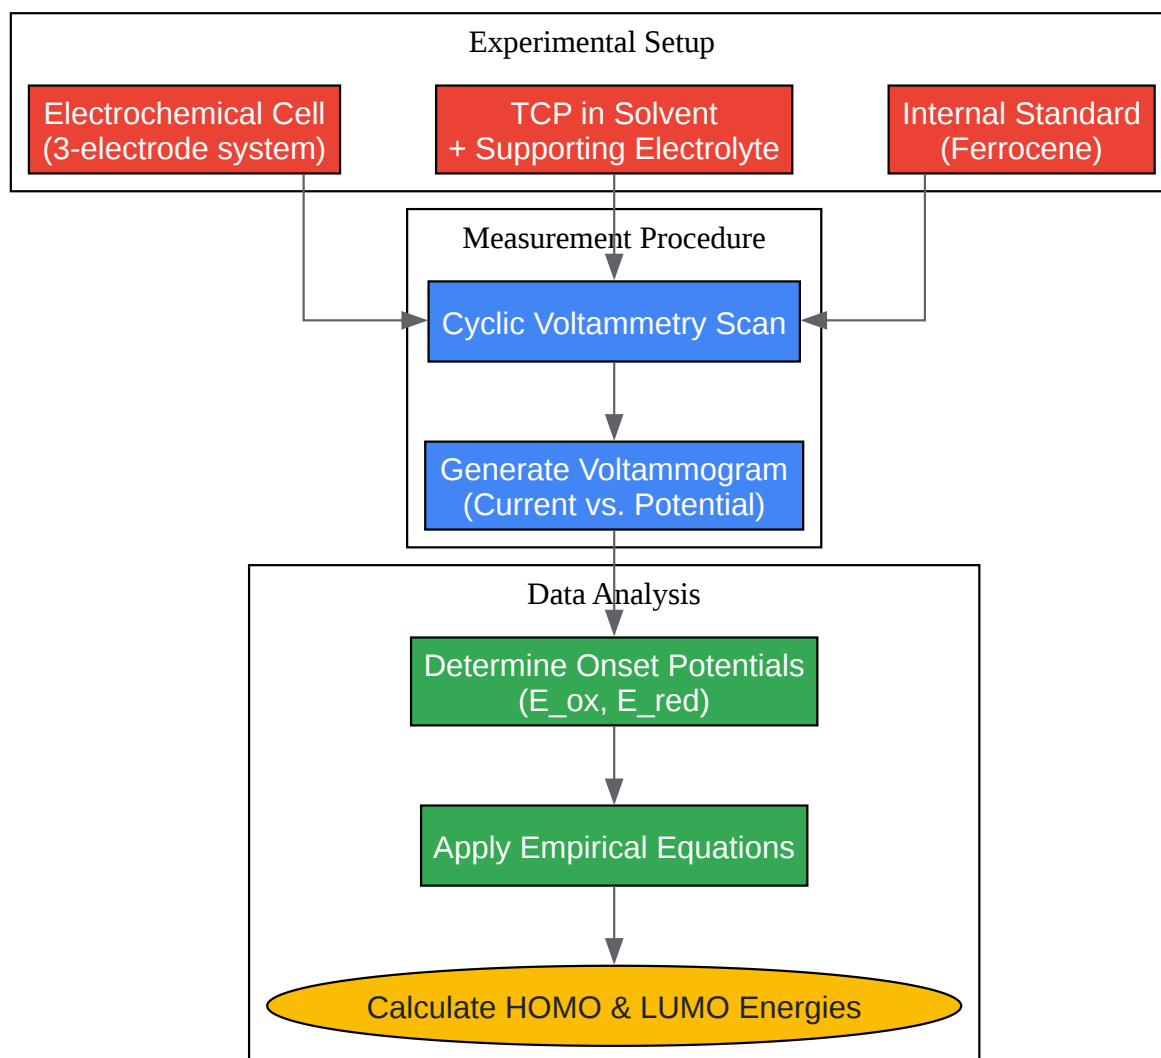 Experimental Setup
Electrochemical Cell
(3-electrode system)
TCP in Solvent
+ Supporting Electrolyte
Internal Standard
(Ferrocene)
Measurement Procedure
Cyclic Voltammetry Scan
Generate Voltammogram
(Current vs. Potential)
Data Analysis
Determine Onset Potentials
(E_ox, E_red)
Apply Empirical Equations
Calculate HOMO & LUMO Energies